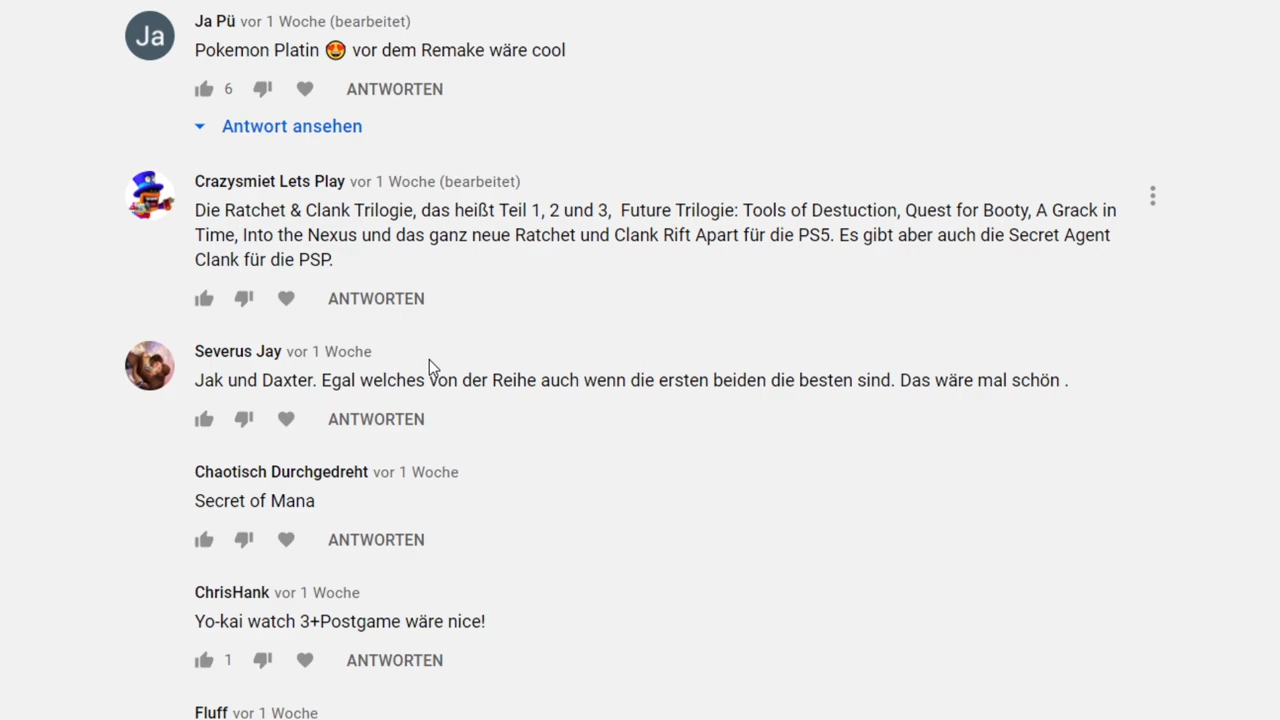 Ja
Ja Pü vor 1 Woche (bearbeitet)
Pokemon Platin 😍 vor dem Remake wäre cool
6 ANTWORTEN
Antwort ansehen
Crazysmiet Lets Play vor 1 Woche (bearbeitet)
Die Ratchet & Clank Trilogie, das heißt Teil 1, 2 und 3, Future Trilogie: Tools of Destuction, Quest for Booty, A Grack in
Time, Into the Nexus und das ganz neue Ratchet und Clank Rift Apart für die PS5. Es gibt aber auch die Secret Agent
Clank für die PSP.
ANTWORTEN
Severus Jay vor 1 Woche
Jak und Daxter. Egal welches von der Reihe auch wenn die ersten beiden die besten sind. Das wäre mal schön .
ANTWORTEN
Chaotisch Durchgedreht vor 1 Woche
Secret of Mana
ANTWORTEN
ChrisHank vor 1 Woche
Yo-kai watch 3+Postgame wäre nice!
1 ANTWORTEN
Fluff vor 1 Woche